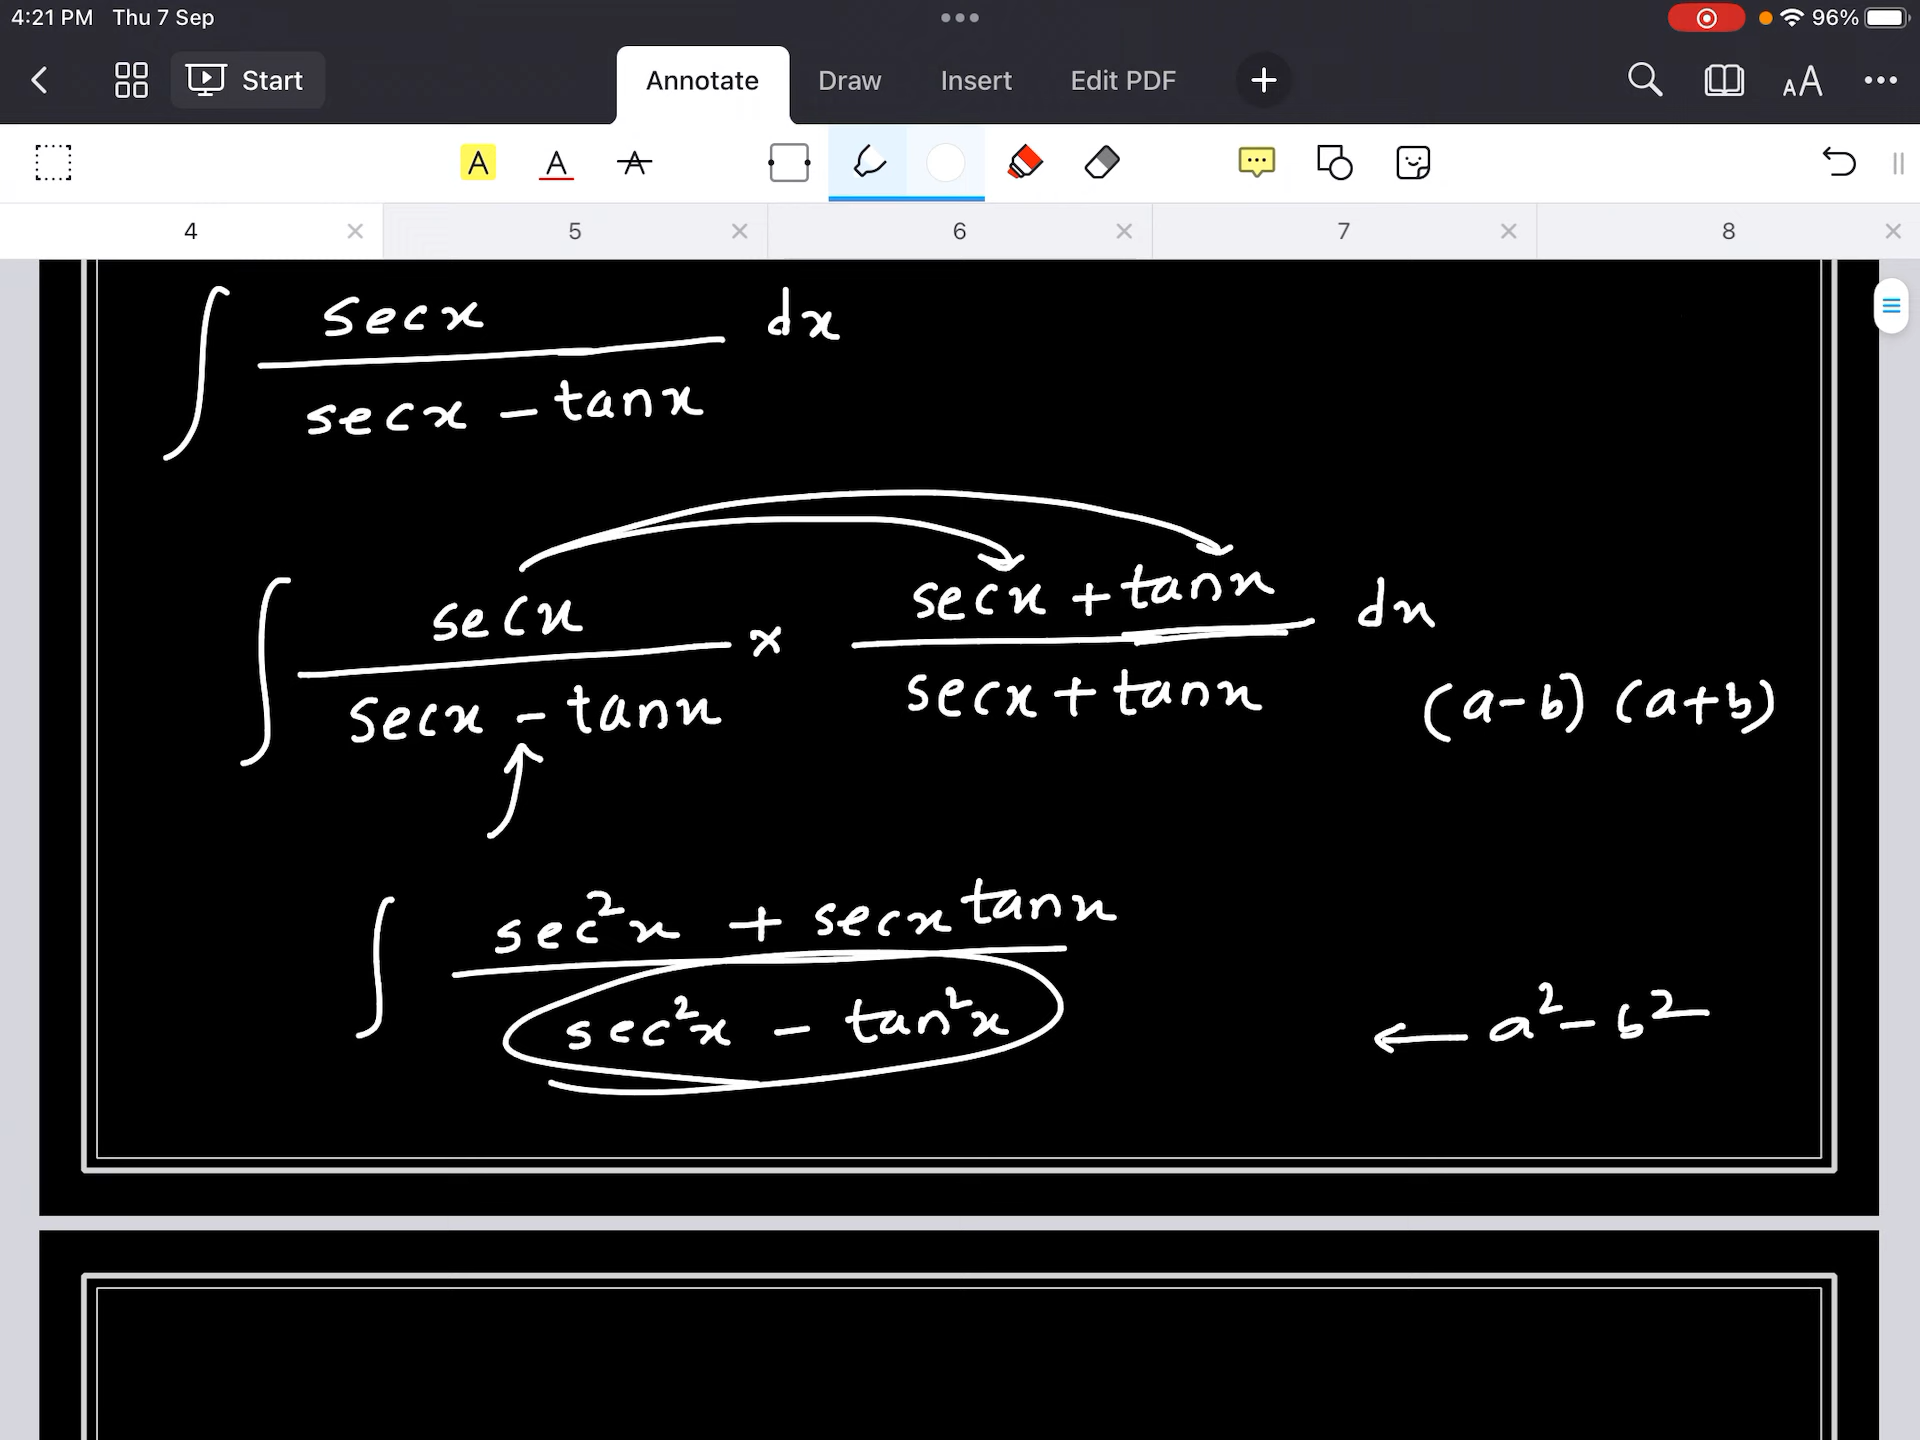 4:21 PM Thu 7 Sep 96%
Start Annotate Draw Insert Edit PDF
A A A
4 5 6 7 8
∫ secx / (secx - tanx) dx
∫ secx / (secx - tanx) × (secx + tanx) / (secx + tanx) dx
(a-b) (a+b)
∫ (sec²x + secx tanx) / (sec²x - tan²x) ← a²-b²